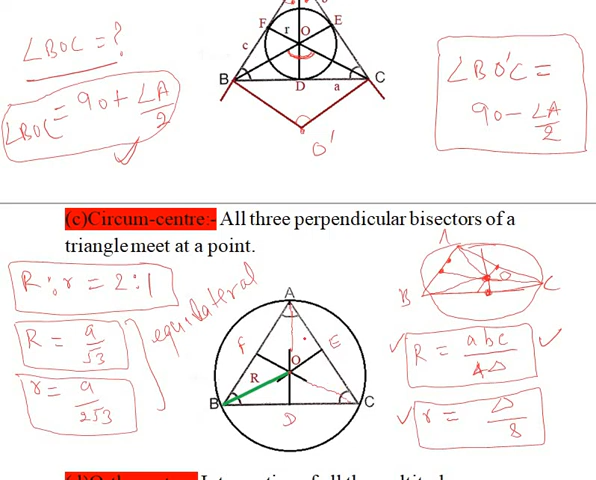 F r O E
c
∠BOC = ?
B D a C
∠BOC = 90 + ∠A/2
O'
∠BO'C = 90 - ∠A/2
(c)Circum-centre:- All three perpendicular bisectors of a
triangle meet at a point.
R : r = 2 : 1
R = a/√3
r = a/2√3
equilateral
A
f E
O
R
B D C
A
B O C
R = abc/4Δ
r = Δ/8